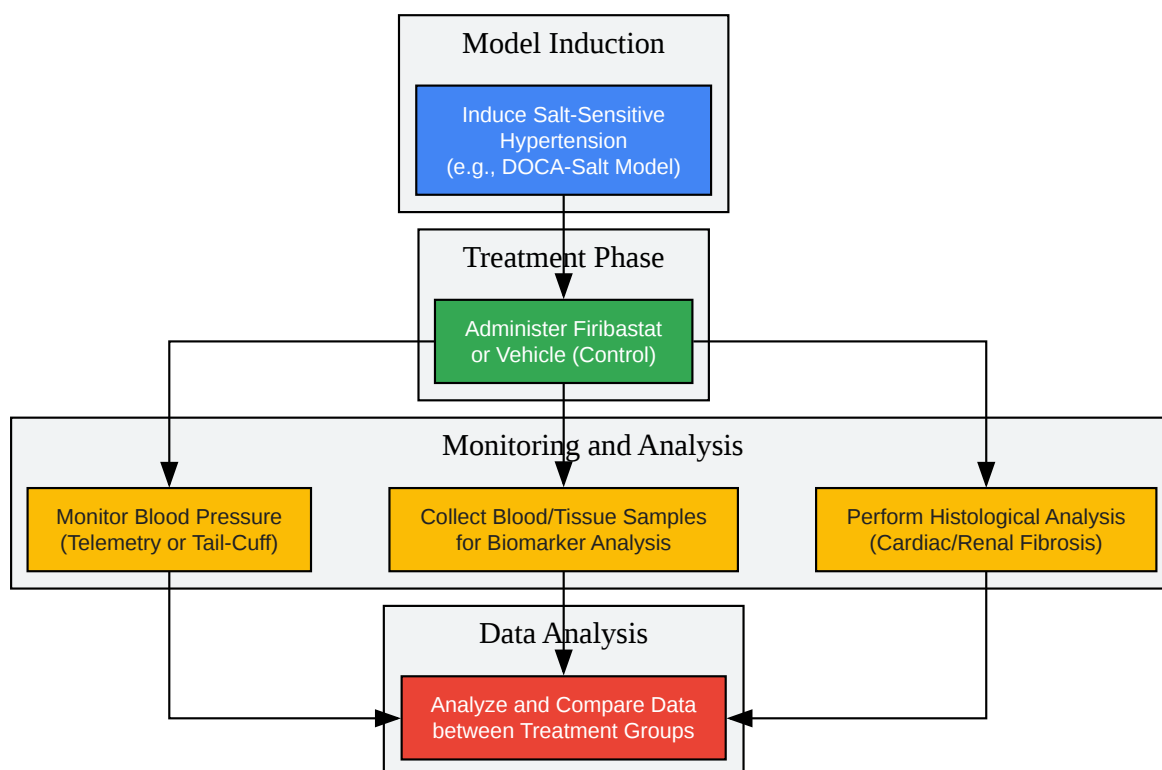 Model Induction
Induce Salt-Sensitive
Hypertension
(e.g., DOCA-Salt Model)
Treatment Phase
Administer Firibastat
or Vehicle (Control)
Monitoring and Analysis
Monitor Blood Pressure
(Telemetry or Tail-Cuff)
Collect Blood/Tissue Samples
for Biomarker Analysis
Perform Histological Analysis
(Cardiac/Renal Fibrosis)
Data Analysis
Analyze and Compare Data
between Treatment Groups